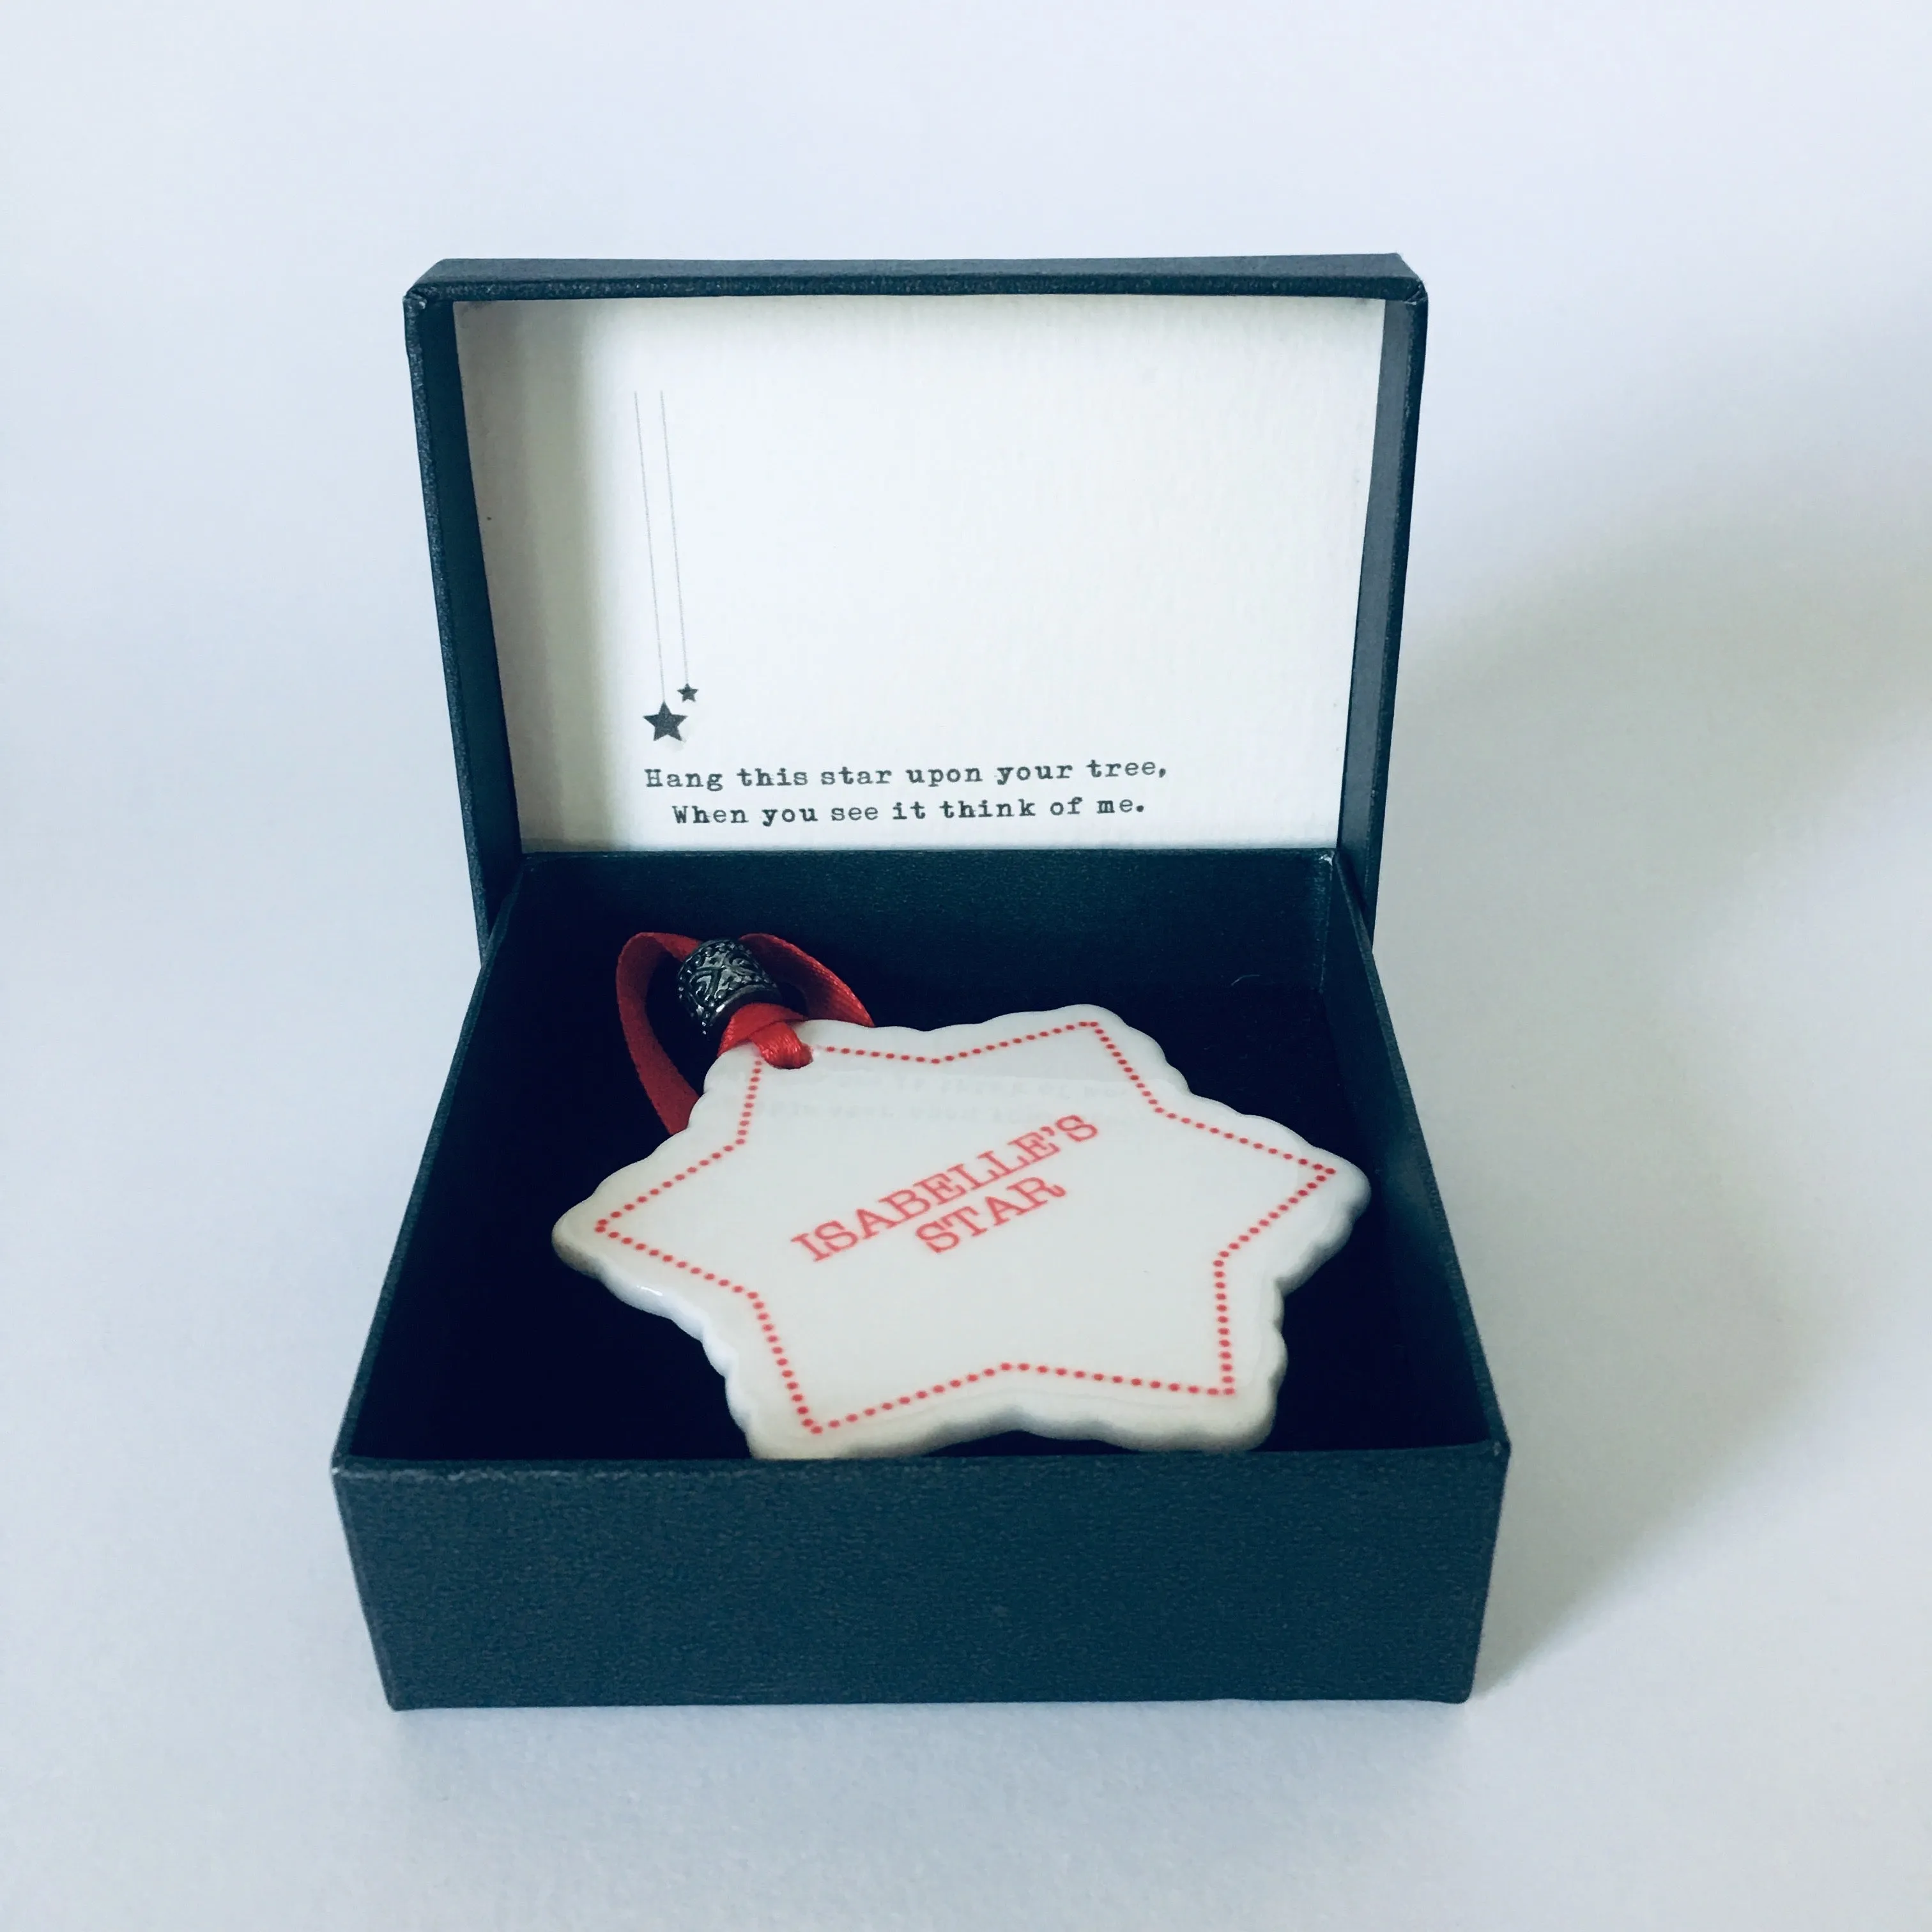 Hang this star upon your tree,
When you see it think of me.
ISABELLE'S
STAR